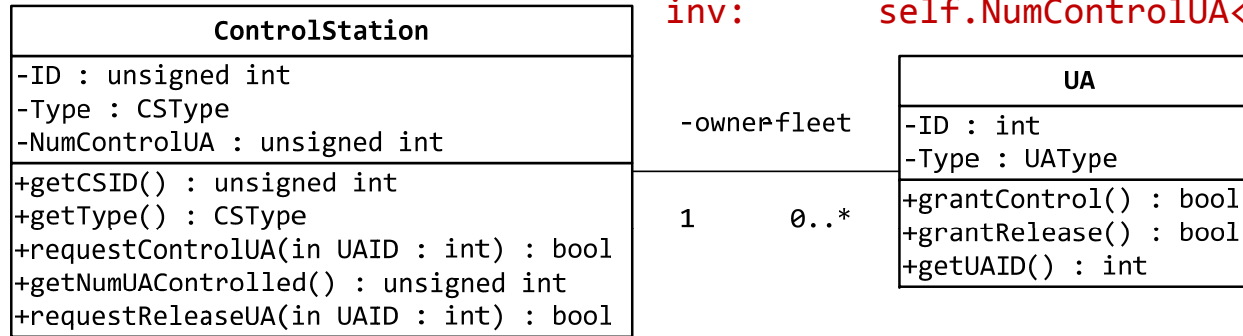 inv: self.NumControlUA<
ControlStation
-ID : unsigned int
-Type : CSType
-NumControlUA : unsigned int
+getCSID() : unsigned int
+getType() : CSType
+requestControlUA(in UAID : int) : bool
+getNumUAControlled() : unsigned int
+requestReleaseUA(in UAID : int) : bool
-owner
-fleet
1
0..*
UA
-ID : int
-Type : UAType
+grantControl() : bool
+grantRelease() : bool
+getUAID() : int